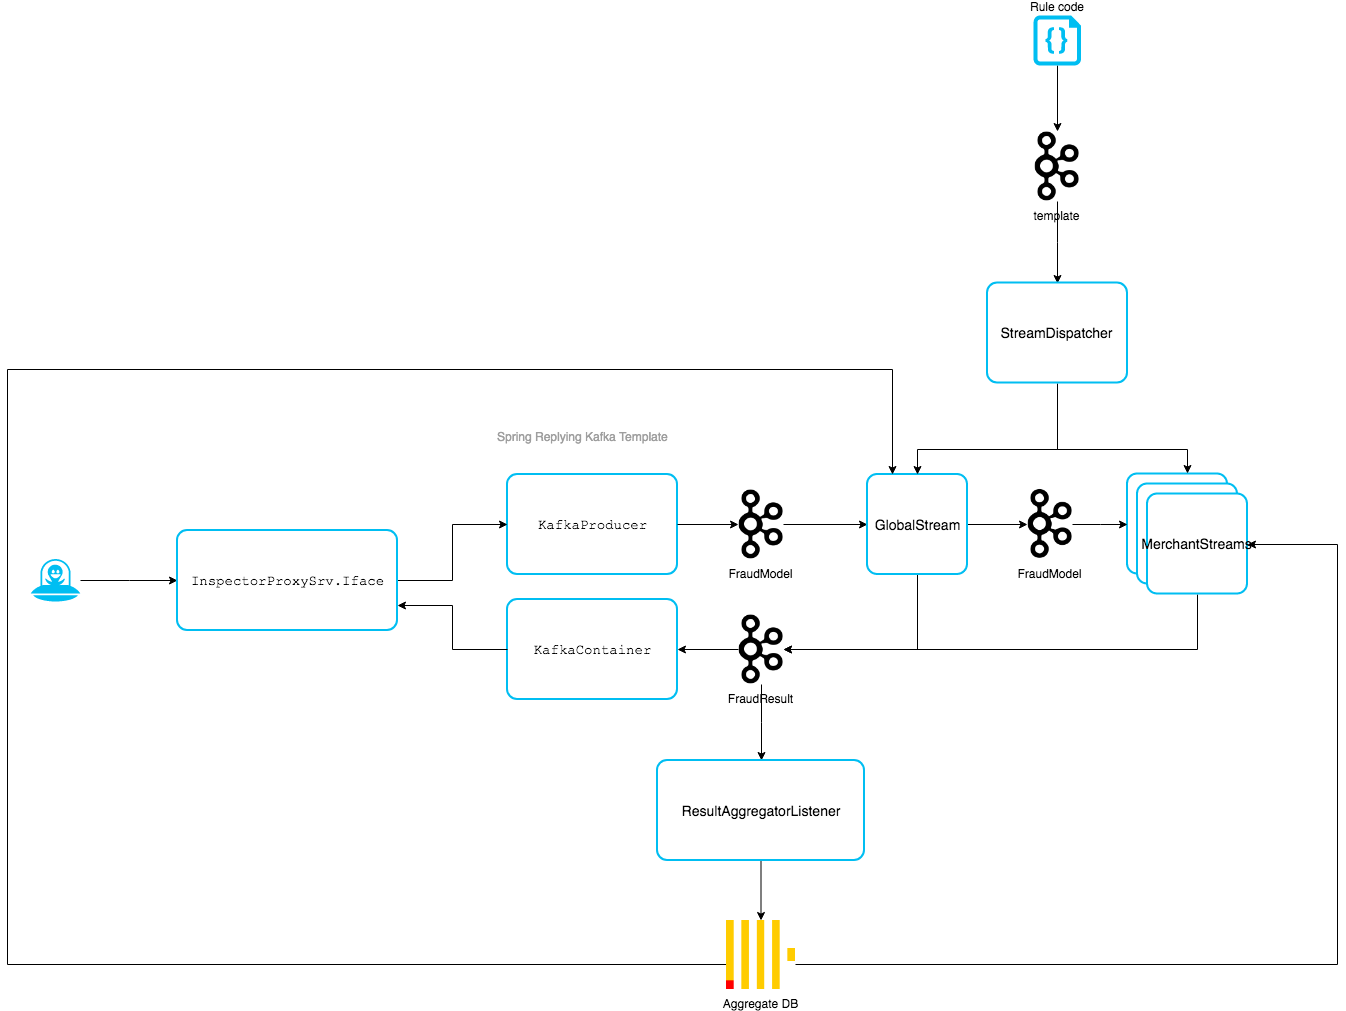 Rule code
{ }
template
StreamDispatcher
Spring Replying Kafka Template
KafkaProducer
FraudModel
GlobalStream
FraudModel
MerchantStreams
InspectorProxySrv.Iface
KafkaContainer
FraudResult
ResultAggregatorListener
Aggregate DB